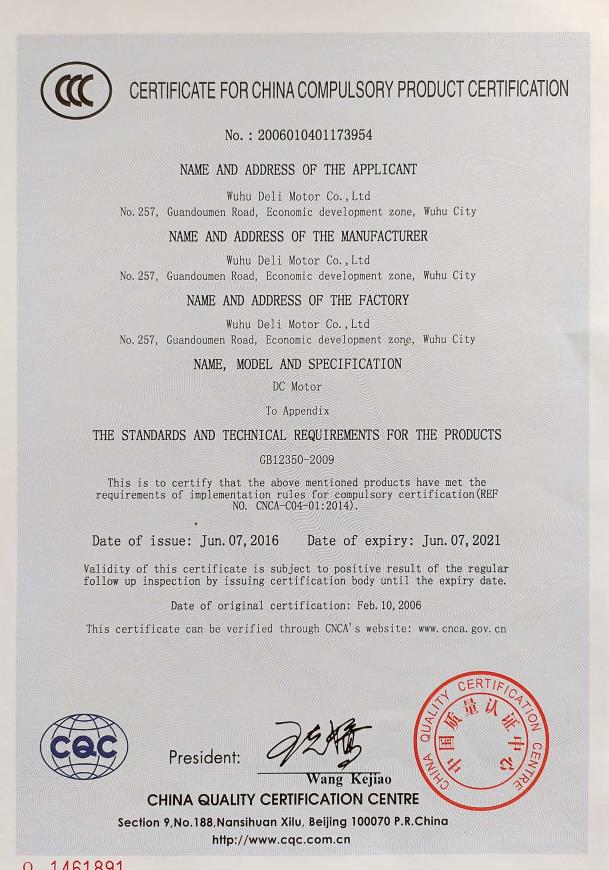 CCC CERTIFICATE FOR CHINA COMPULSORY PRODUCT CERTIFICATION
No.: 2006010401173954
NAME AND ADDRESS OF THE APPLICANT
Wuhu Deli Motor Co.,Ltd
No.257, Guandoumen Road, Economic development zone, Wuhu City
NAME AND ADDRESS OF THE MANUFACTURER
Wuhu Deli Motor Co.,Ltd
No.257, Guandoumen Road, Economic development zone, Wuhu City
NAME AND ADDRESS OF THE FACTORY
Wuhu Deli Motor Co.,Ltd
No.257, Guandoumen Road, Economic development zone, Wuhu City
NAME, MODEL AND SPECIFICATION
DC Motor
To Appendix
THE STANDARDS AND TECHNICAL REQUIREMENTS FOR THE PRODUCTS
GB12350-2009
This is to certify that the above mentioned products have met the
requirements of implementation rules for compulsory certification(REF
NO. CNCA-C04-01:2014).
Date of issue: Jun.07,2016 Date of expiry: Jun.07,2021
Validity of this certificate is subject to positive result of the regular
follow up inspection by issuing certification body until the expiry date.
Date of original certification: Feb.10,2006
This certificate can be verified through CNCA's website: www.cnca.gov.cn
CHINA QUALITY CERTIFICATION CENTRE
中国质量认证中心
CQC
President:
Wang Kejiao
CHINA QUALITY CERTIFICATION CENTRE
Section 9,No.188,Nansihuan Xilu, Beijing 100070 P.R.China
http://www.cqc.com.cn
1461891